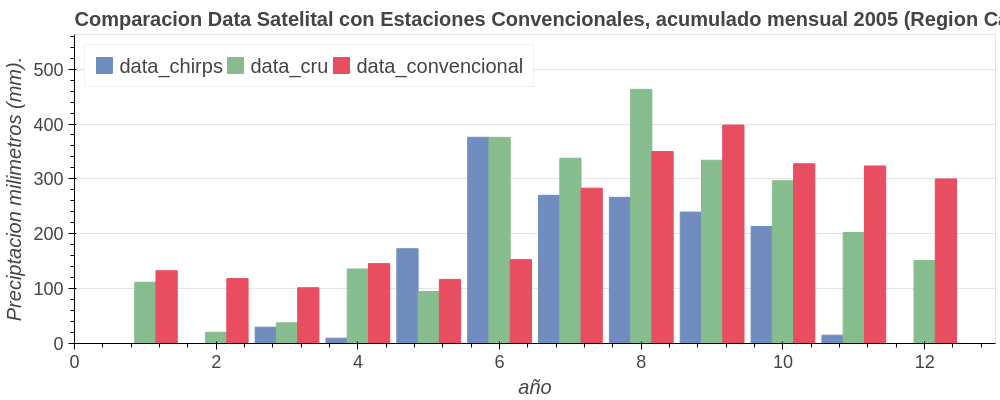 Comparacion Data Satelital con Estaciones Convencionales, acumulado mensual 2005 (Region
data_chirps data_cru data_convencional
Preciptacion milimetros (mm).
500
400
300
200
100
0
0 2 4 6 8 10 12
año